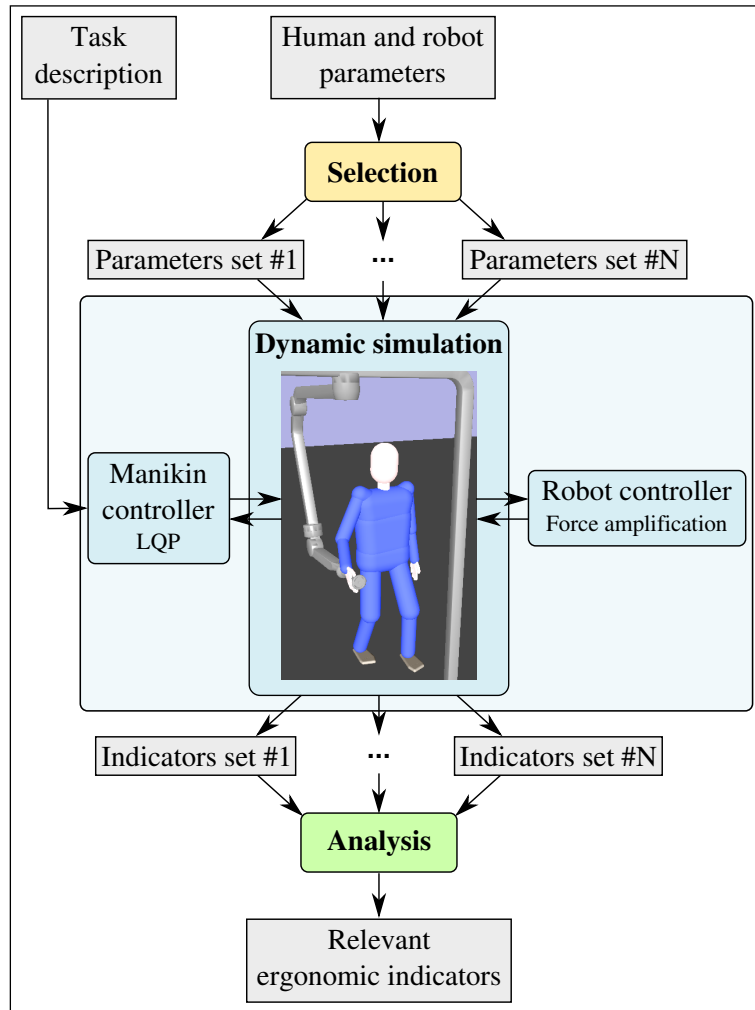 Task
description
Human and robot
parameters
Selection
Parameters set #1
...
Parameters set #N
Dynamic simulation
Manikin
controller
LQP
Robot controller
Force amplification
Indicators set #1
...
Indicators set #N
Analysis
Relevant
ergonomic indicators